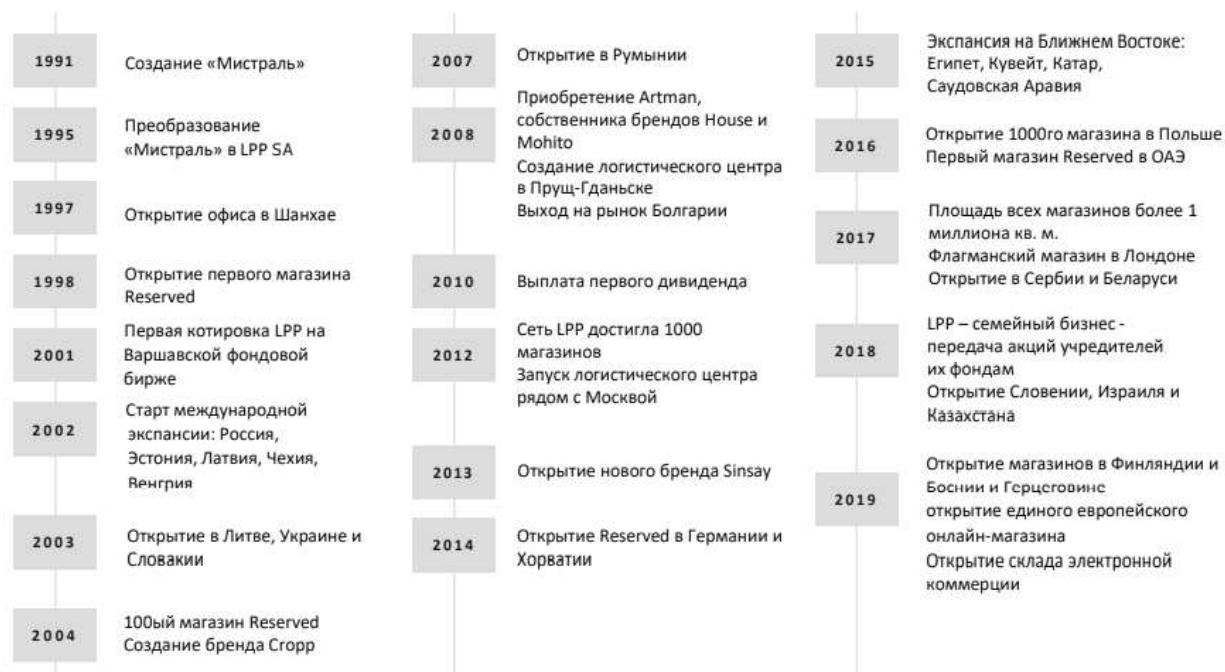 1991
Создание «Мистраль»
1995
Преобразование
«Мистраль» в LPP SA
1997
Открытие офиса в Шанхае
1998
Открытие первого магазина
Reserved
2001
Первая котировка LPP на
Варшавской фондовой
бирже
2002
Старт международной
экспансии: Россия,
Эстония, Латвия, Чехия,
Венгрия
2003
Открытие в Литве, Украине и
Словакии
2004
100ый магазин Reserved
Создание бренда Cropp
2007
Открытие в Румынии
2008
Приобретение Artman,
собственника брендов House и
Mohito
Создание логистического центра
в Прущ-Гданьске
Выход на рынок Болгарии
2010
Выплата первого дивиденда
2012
Сеть LPP достигла 1000
магазинов
Запуск логистического центра
рядом с Москвой
2013
Открытие нового бренда Sinsay
2014
Открытие Reserved в Германии и
Хорватии
2015
Экспансия на Ближнем Востоке:
Египет, Кувейт, Катар,
Саудовская Аравия
2016
Открытие 1000го магазина в Польше
Первый магазин Reserved в ОАЭ
2017
Площадь всех магазинов более 1
миллиона кв. м.
Флагманский магазин в Лондоне
Открытие в Сербии и Беларуси
2018
LPP – семейный бизнес -
передача акций учредителей
их фондам
Открытие Словении, Израиля и
Казахстана
2019
Открытие магазинов в Финляндии и
Боснии и Герцеговине
открытие единого европейского
онлайн-магазина
Открытие склада электронной
коммерции